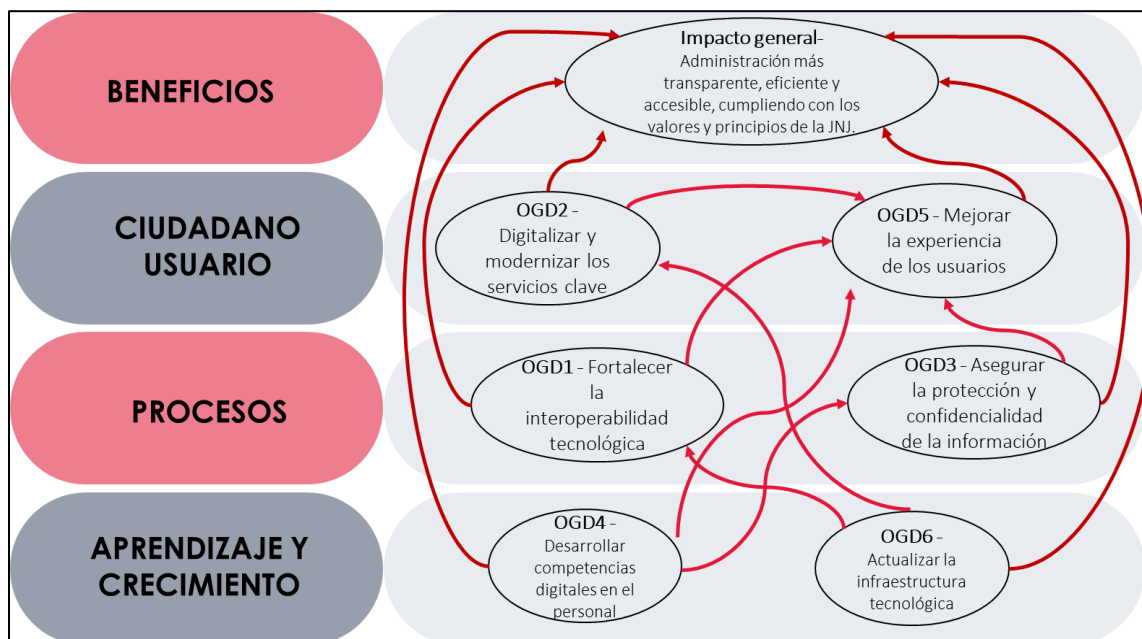 BENEFICIOS
Impacto general-
Administración más
transparente, eficiente y
accesible, cumpliendo con los
valores y principios de la JNJ.
CIUDADANO
USUARIO
OGD2 -
Digitalizar y
modernizar los
servicios clave
OGD5 - Mejorar
la experiencia
de los usuarios
PROCESOS
OGD1 - Fortalecer
la
interoperabilidad
tecnológica
OGD3 - Asegurar
la protección y
confidencialidad
de la información
APRENDIZAJE Y
CRECIMIENTO
OGD4 -
Desarrollar
competencias
digitales en el
personal
OGD6 -
Actualizar la
infraestructura
tecnológica